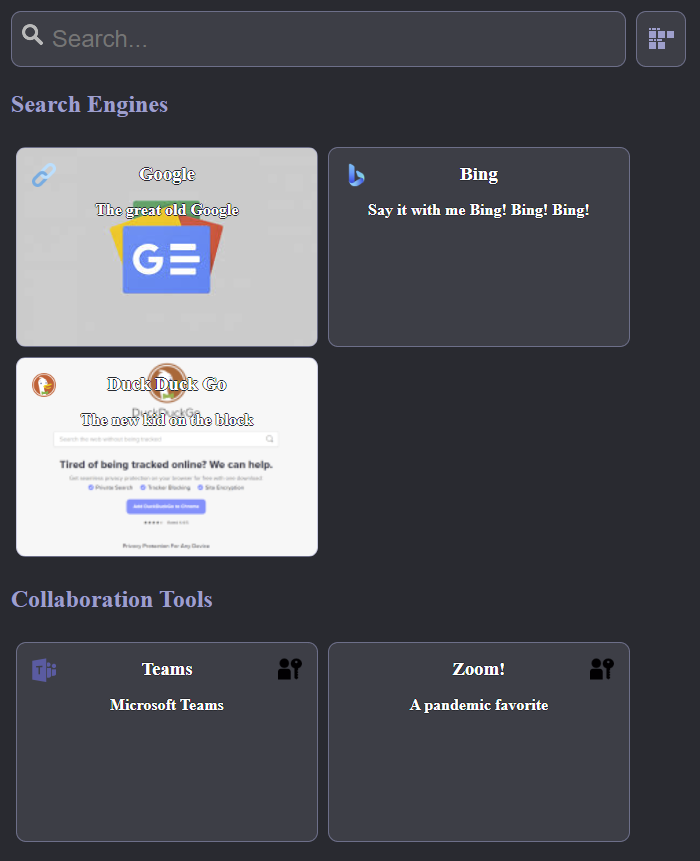 Search...
Search Engines
Google
The great old Google
G
Bing
Say it with me Bing! Bing! Bing!
Duck Duck Go
DuckDuckGo
The new kid on the block
Search the web without being tracked
Tired of being tracked online? We can help.
Get seamless privacy protection on your browser for free with one download:
Private Search Tracker Blocking Site Encryption
Add DuckDuckGo to Chrome
Privacy Protection For Any Device
Collaboration Tools
T
Teams
Microsoft Teams
Zoom!
A pandemic favorite